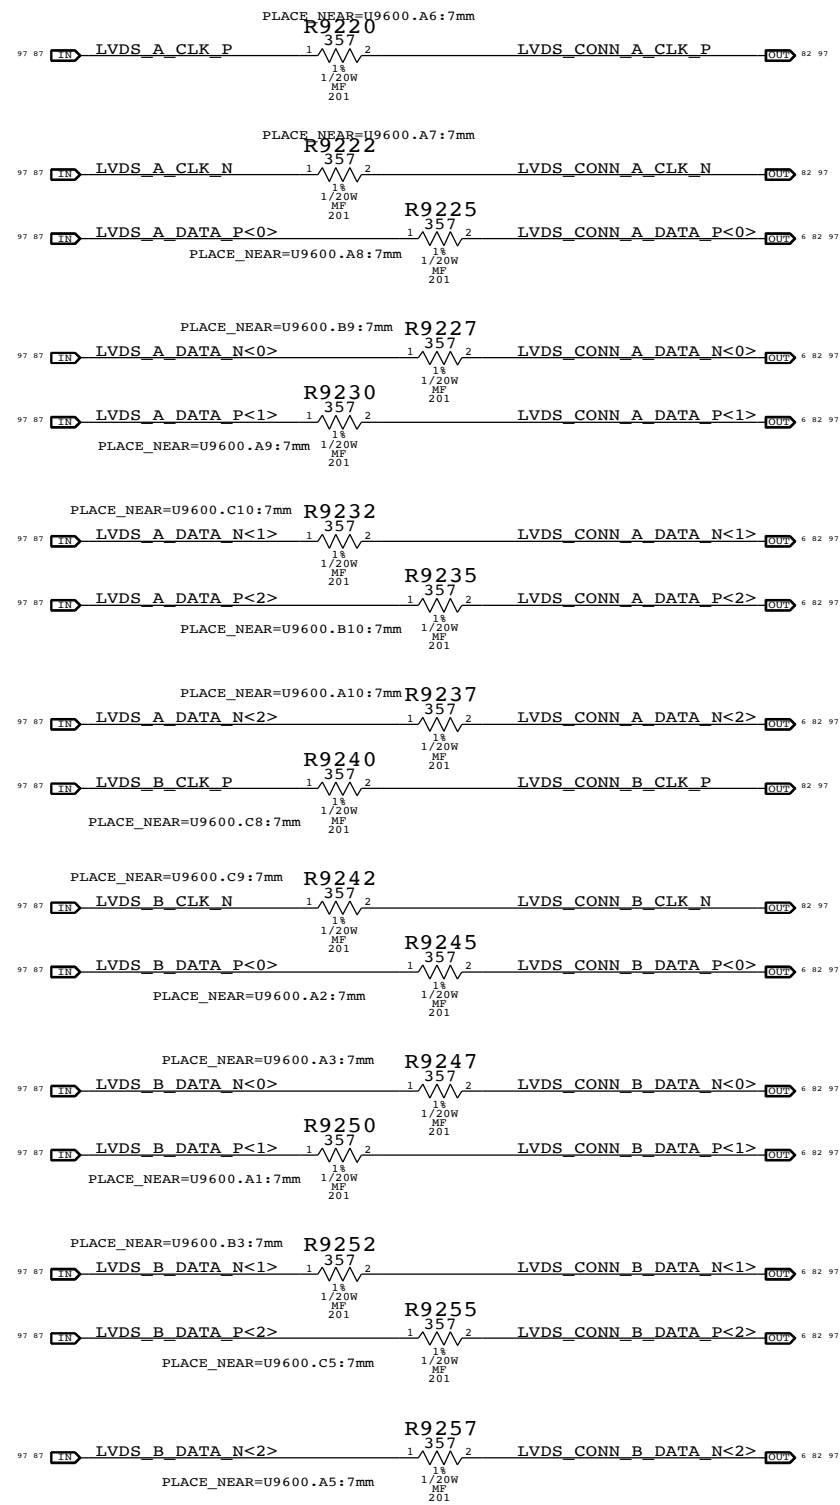 PLACE_NEAR=U9600.A6:7mm
R9220
357
97 87 IN LVDS_A_CLK_P 1 2 LVDS_CONN_A_CLK_P OUT 82 97
1%
1/20W
MF
201
PLACE_NEAR=U9600.A7:7mm
R9222
357
97 87 IN LVDS_A_CLK_N 1 2 LVDS_CONN_A_CLK_N OUT 82 97
1%
1/20W
MF
201
R9225
357
97 87 IN LVDS_A_DATA_P<0> 1 2 LVDS_CONN_A_DATA_P<0> OUT 6 82 97
PLACE_NEAR=U9600.A8:7mm
1%
1/20W
MF
201
PLACE_NEAR=U9600.B9:7mm
R9227
357
97 87 IN LVDS_A_DATA_N<0> 1 2 LVDS_CONN_A_DATA_N<0> OUT 6 82 97
1%
1/20W
MF
201
R9230
357
97 87 IN LVDS_A_DATA_P<1> 1 2 LVDS_CONN_A_DATA_P<1> OUT 6 82 97
PLACE_NEAR=U9600.A9:7mm
1%
1/20W
MF
201
PLACE_NEAR=U9600.C10:7mm
R9232
357
97 87 IN LVDS_A_DATA_N<1> 1 2 LVDS_CONN_A_DATA_N<1> OUT 6 82 97
1%
1/20W
MF
201
R9235
357
97 87 IN LVDS_A_DATA_P<2> 1 2 LVDS_CONN_A_DATA_P<2> OUT 6 82 97
PLACE_NEAR=U9600.B10:7mm
1%
1/20W
MF
201
PLACE_NEAR=U9600.A10:7mm
R9237
357
97 87 IN LVDS_A_DATA_N<2> 1 2 LVDS_CONN_A_DATA_N<2> OUT 6 82 97
1%
1/20W
MF
201
R9240
357
97 87 IN LVDS_B_CLK_P 1 2 LVDS_CONN_B_CLK_P OUT 82 97
PLACE_NEAR=U9600.C8:7mm
1%
1/20W
MF
201
PLACE_NEAR=U9600.C9:7mm
R9242
357
97 87 IN LVDS_B_CLK_N 1 2 LVDS_CONN_B_CLK_N OUT 82 97
1%
1/20W
MF
201
R9245
357
97 87 IN LVDS_B_DATA_P<0> 1 2 LVDS_CONN_B_DATA_P<0> OUT 6 82 97
PLACE_NEAR=U9600.A2:7mm
1%
1/20W
MF
201
PLACE_NEAR=U9600.A3:7mm
R9247
357
97 87 IN LVDS_B_DATA_N<0> 1 2 LVDS_CONN_B_DATA_N<0> OUT 6 82 97
1%
1/20W
MF
201
R9250
357
97 87 IN LVDS_B_DATA_P<1> 1 2 LVDS_CONN_B_DATA_P<1> OUT 6 82 97
PLACE_NEAR=U9600.A1:7mm
1%
1/20W
MF
201
PLACE_NEAR=U9600.B3:7mm
R9252
357
97 87 IN LVDS_B_DATA_N<1> 1 2 LVDS_CONN_B_DATA_N<1> OUT 6 82 97
1%
1/20W
MF
201
R9255
357
97 87 IN LVDS_B_DATA_P<2> 1 2 LVDS_CONN_B_DATA_P<2> OUT 6 82 97
PLACE_NEAR=U9600.C5:7mm
1%
1/20W
MF
201
R9257
357
97 87 IN LVDS_B_DATA_N<2> 1 2 LVDS_CONN_B_DATA_N<2> OUT 6 82 97
PLACE_NEAR=U9600.A5:7mm
1%
1/20W
MF
201